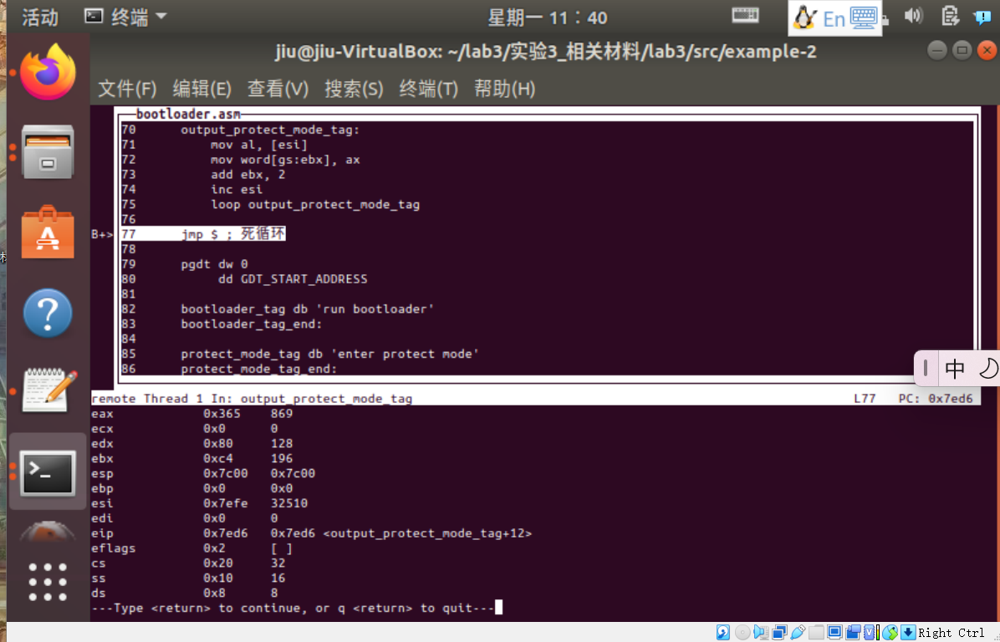 活动 终端 星期一 11：40 En
jiu@jiu-VirtualBox: ~/lab3/实验3_相关材料/lab3/src/example-2
文件(F) 编辑(E) 查看(V) 搜索(S) 终端(T) 帮助(H)
bootloader.asm
70 output_protect_mode_tag:
71 mov al, [esi]
72 mov word[gs:ebx], ax
73 add ebx, 2
74 inc esi
75 loop output_protect_mode_tag
76
B+> 77 jmp $ ; 死循环
78
79 pgdt dw 0
80 dd GDT_START_ADDRESS
81
82 bootloader_tag db 'run bootloader'
83 bootloader_tag_end:
84
85 protect_mode_tag db 'enter protect mode'
86 protect_mode_tag_end:
中
remote Thread 1 In: output_protect_mode_tag L77 PC: 0x7ed6
eax 0x365 869
ecx 0x0 0
edx 0x80 128
ebx 0xc4 196
esp 0x7c00 0x7c00
ebp 0x0 0x0
esi 0x7efe 32510
edi 0x0 0
eip 0x7ed6 0x7ed6 <output_protect_mode_tag+12>
eflags 0x2 [ ]
cs 0x20 32
ss 0x10 16
ds 0x8 8
---Type <return> to continue, or q <return> to quit---
Right Ctrl